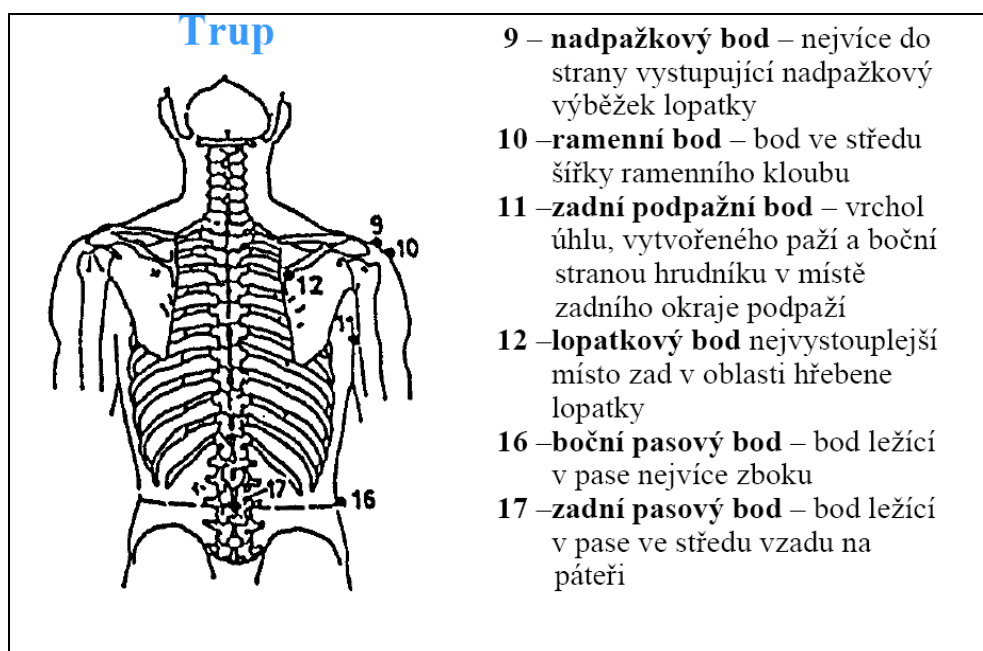 Trup
9 – nadpažkový bod – nejvíce do
strany vystupující nadpažkový
výběžek lopatky
10 –ramenní bod – bod ve středu
šířky ramenního kloubu
11 –zadní podpažní bod – vrchol
úhlu, vytvořeného paží a boční
stranou hrudníku v místě
zadního okraje podpaží
12 –lopatkový bod nejvystouplejší
místo zad v oblasti hřebene
lopatky
16 –boční pasový bod – bod ležící
v pase nejvíce zboku
17 –zadní pasový bod – bod ležící
v pase ve středu vzadu na
páteři
9
10
12
11
17
16